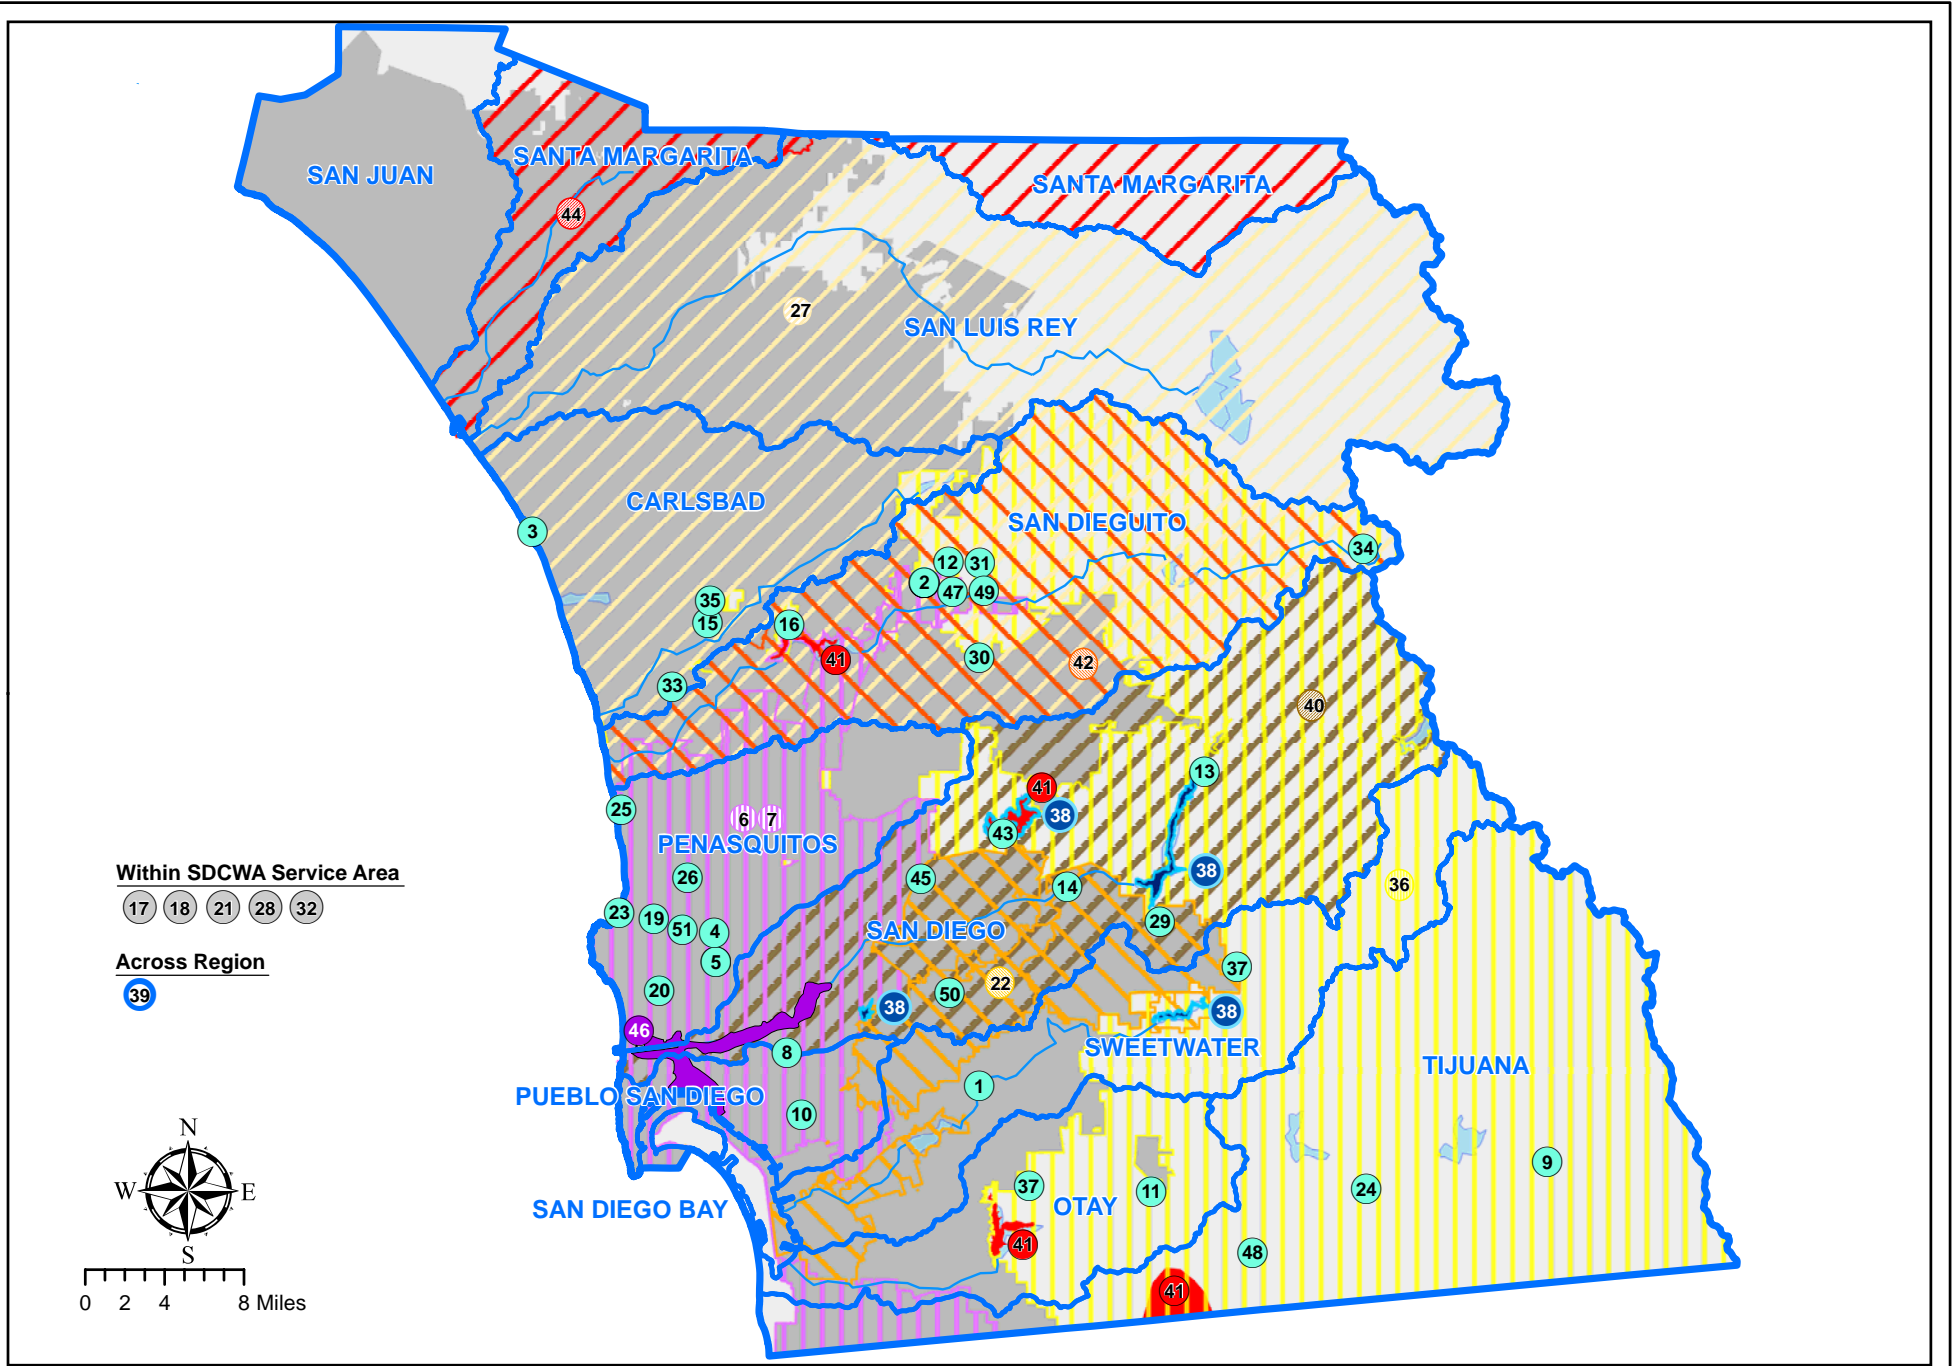 SAN JUAN
SANTA MARGARITA
SANTA MARGARITA
44
27
SAN LUIS REY
CARLSBAD
SAN DIEGUITO
3
34
12
31
2
47
49
35
15
16
41
30
42
33
40
13
41
38
25
6
7
43
PENASQUITOS
Within SDCWA Service Area
17 18 21 28 32
26
45
14
38
36
23
19
51
4
29
SAN DIEGO
5
37
Across Region
39
20
22
50
38
38
46
8
SWEETWATER
TIJUANA
1
PUEBLO SAN DIEGO
10
9
37
11
24
OTAY
SAN DIEGO BAY
41
48
41
N
W
E
S
0 2 4 8 Miles